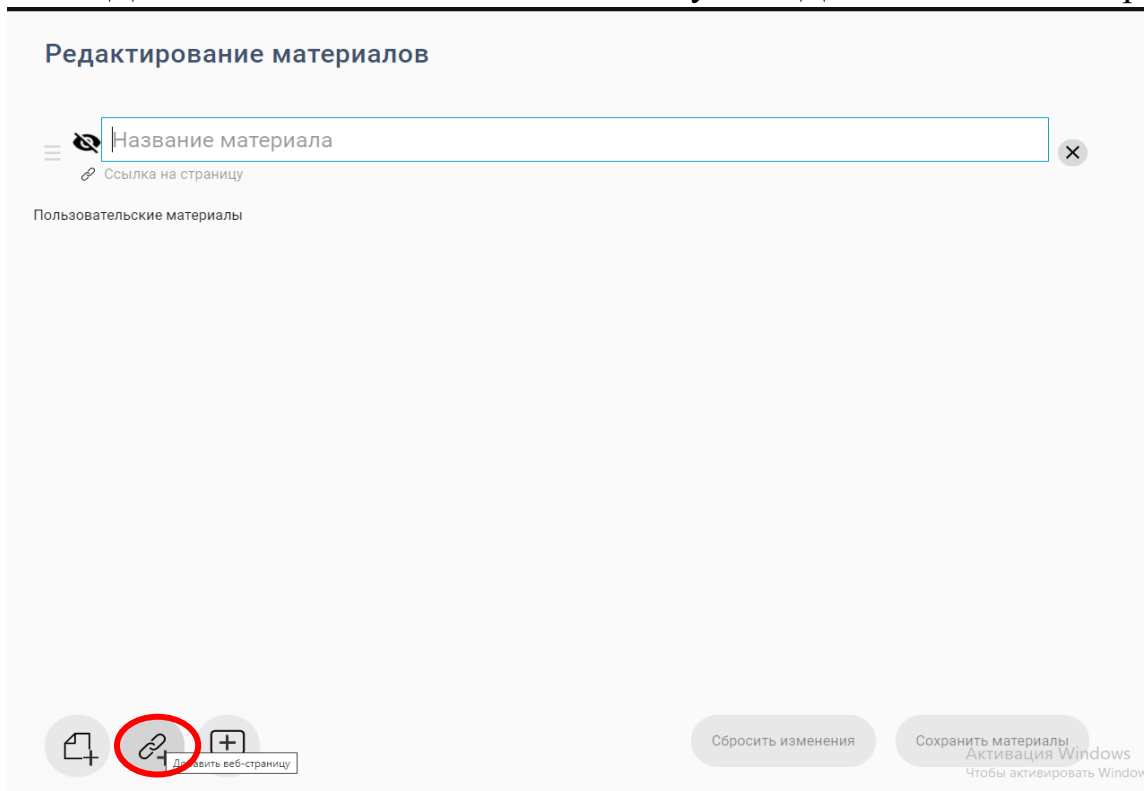 Редактирование материалов
Название материала
Ссылка на страницу
Пользовательские материалы
Добавить веб-страницу
Сбросить изменения
Сохранить материалы
Активация Windows
Чтобы активировать Window